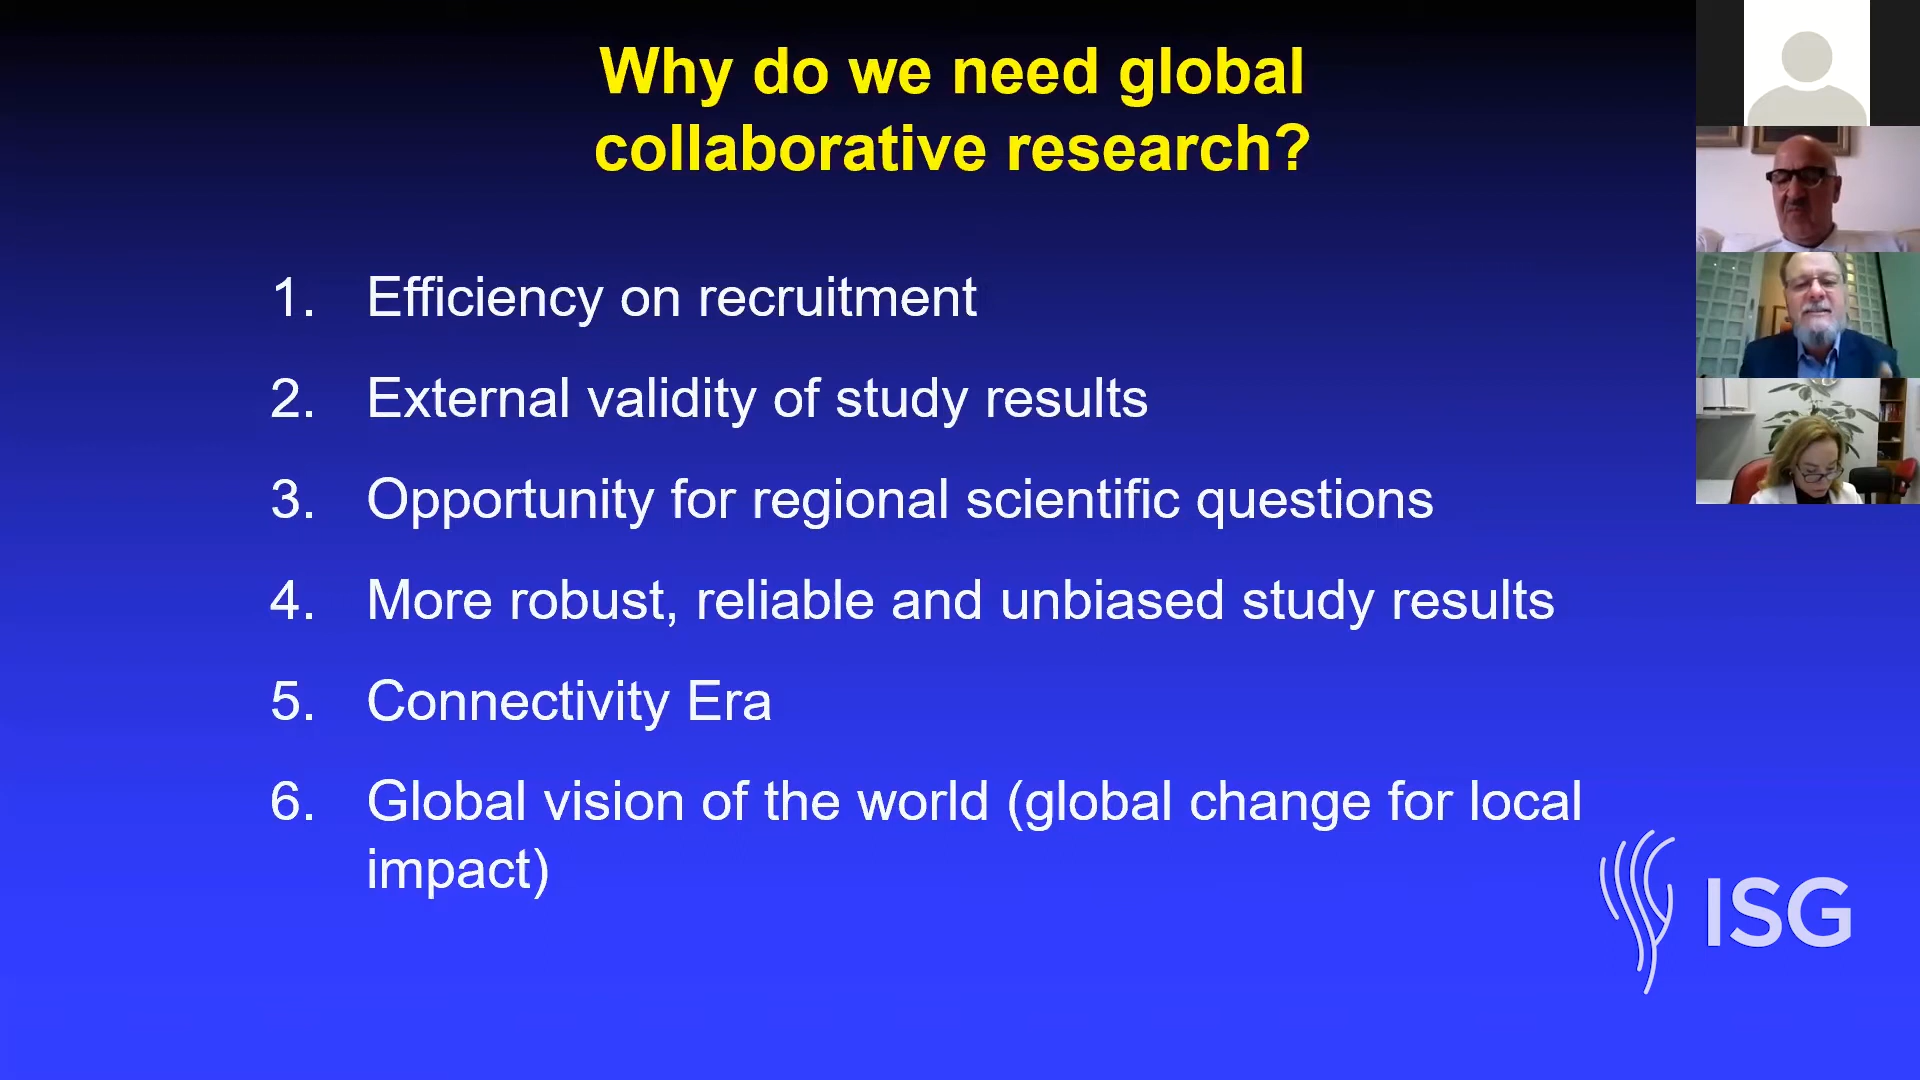 Why do we need global
collaborative research?
1. Efficiency on recruitment
2. External validity of study results
3. Opportunity for regional scientific questions
4. More robust, reliable and unbiased study results
5. Connectivity Era
6. Global vision of the world (global change for local
impact)
ISG